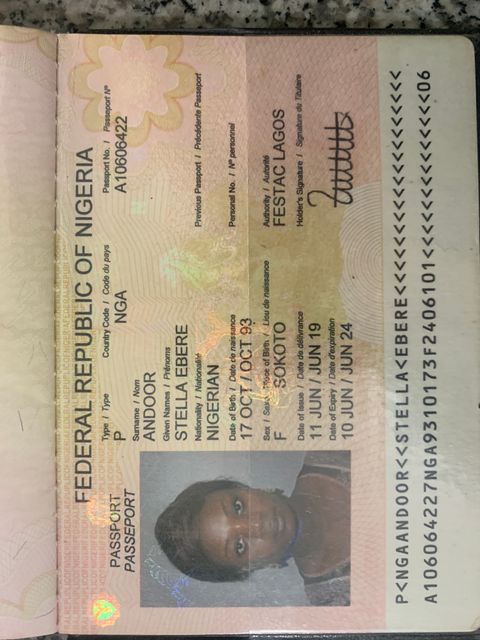 FEDERAL REPUBLIC OF NIGERIA
PASSPORT
PASSEPORT
Type / Type Country Code / Code du pays Passport No. / Passeport Nº
P NGA A10606422
Surname / Nom
ANDOOR
Given Names / Prénoms
STELLA EBERE
Nationality / Nationalité Previous Passport / Précédente Passeport
NIGERIAN
Date of Birth / Date de naissance Personal No. / Nº personnel
17 OCT / OCT 93
Sex / Sexe Place of Birth / Lieu de naissance Authority / Autorité
F SOKOTO FESTAC LAGOS
Date of Issue / Date de délivrance Holder's Signature / Signature du Titulaire
11 JUN / JUN 19
Date of Expiry / Date d'expiration
10 JUN / JUN 24
P<NGAANDOOR<<STELLA<EBERE<<<<<<<<<<<<<<<<<<<
A106064227NGA9310173F2406101<<<<<<<<<<<<<<06